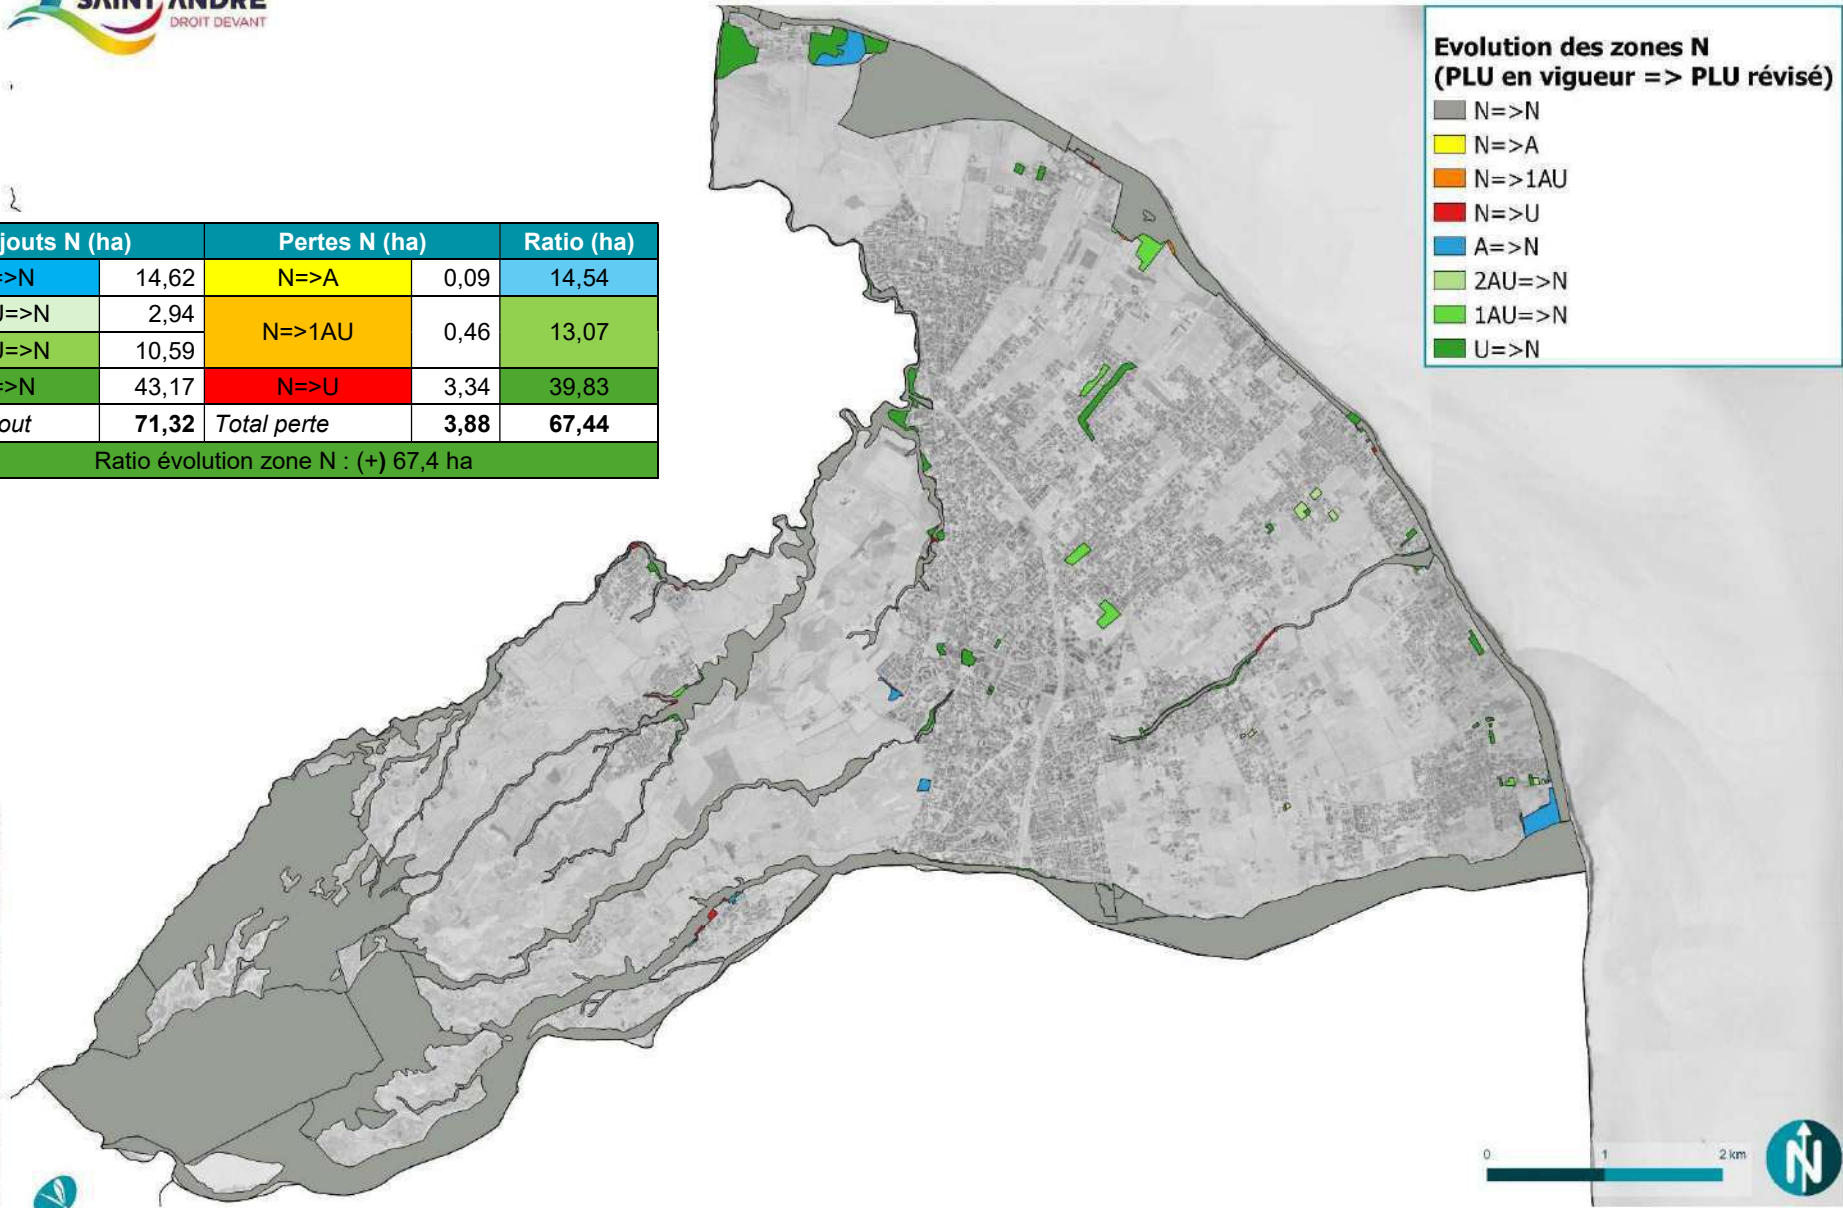 SAINT ANDRÉ
DROIT DEVANT
Evolution des zones N
(PLU en vigueur => PLU révisé)
N=>N
N=>A
N=>1AU
N=>U
A=>N
2AU=>N
1AU=>N
U=>N
jouts N (ha) Pertes N (ha) Ratio (ha)
=>N 14,62 N=>A 0,09 14,54
U=>N 2,94 N=>1AU 0,46 13,07
U=>N 10,59
=>N 43,17 N=>U 3,34 39,83
out 71,32 Total perte 3,88 67,44
Ratio évolution zone N : (+) 67,4 ha
0 1 2 km
N